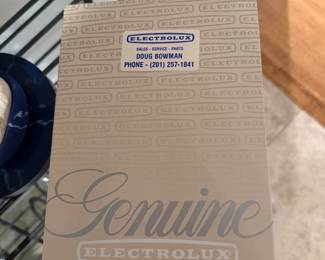 ELECTROLUX
SALES - SERVICE - PARTS
DOUG BOWMAN
PHONE - (201) 257-1841
Genuine
ELECTROLUX